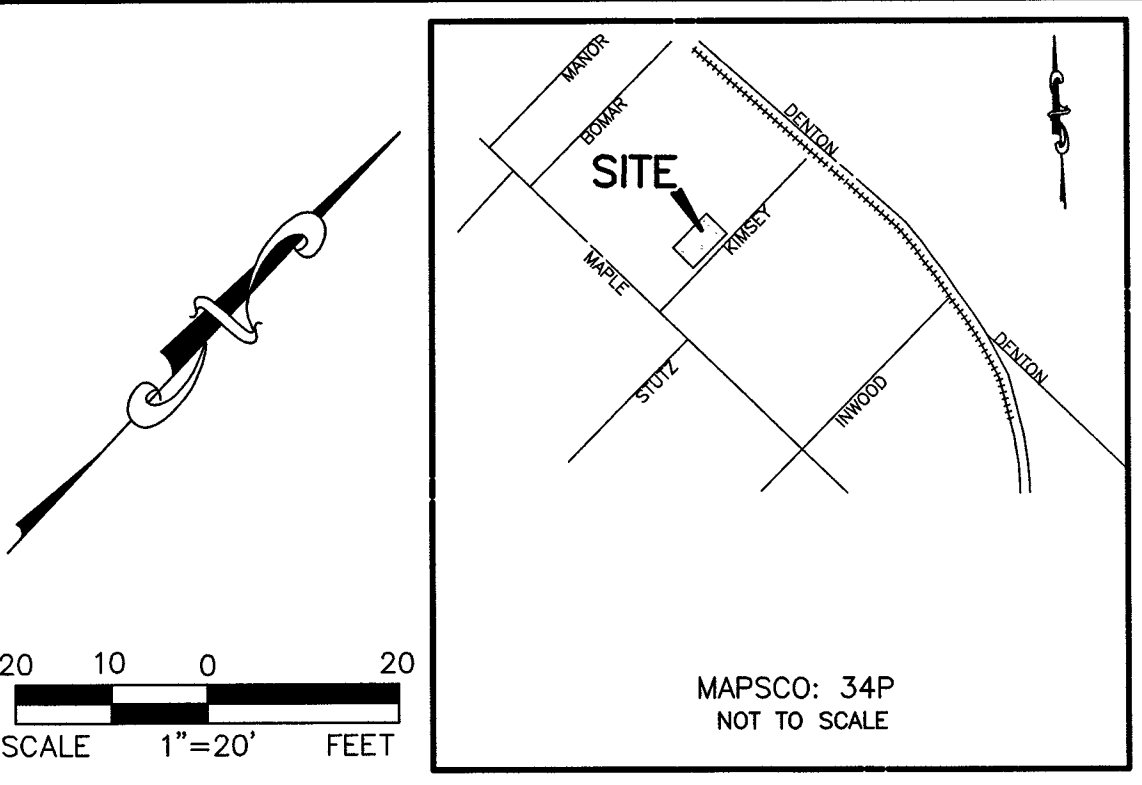 MANOR
BOMAR
DENTON
SITE
KIMSEY
MAPLE
STUTZ
INWOOD
DENTON
20 10 0 20
SCALE 1"=20' FEET
MAPSCO: 34P
NOT TO SCALE